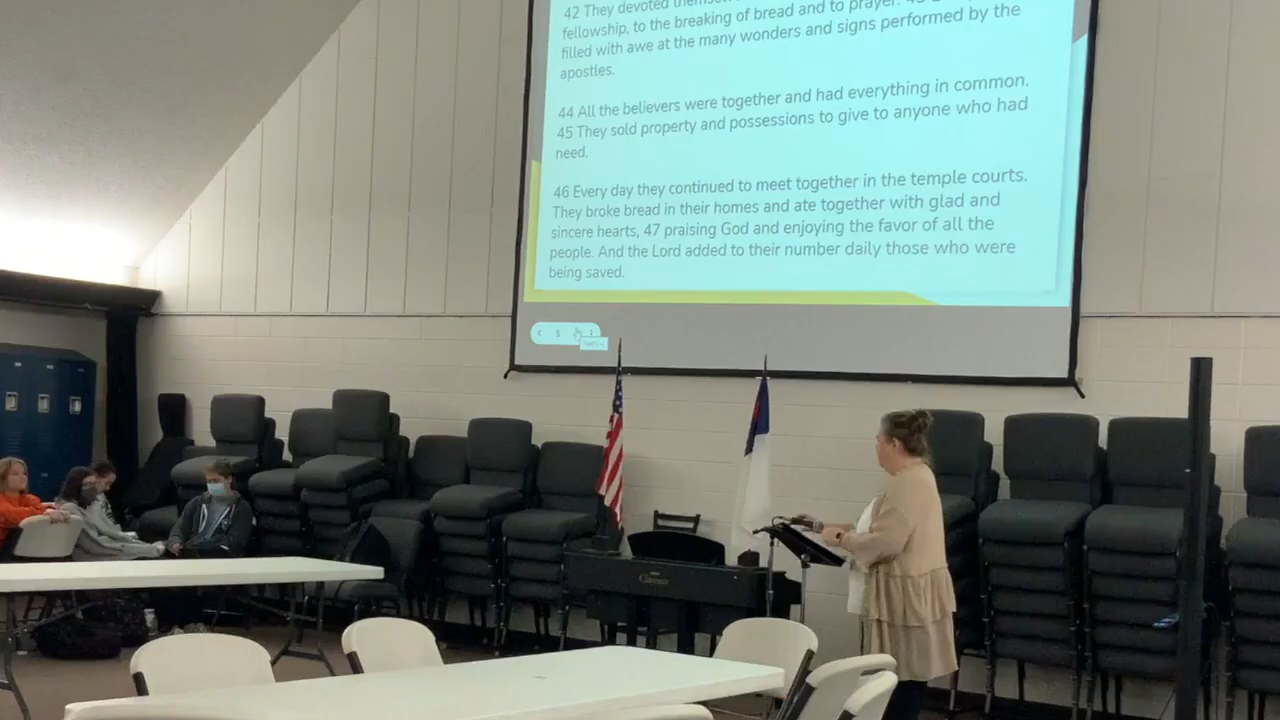 42 They devoted
fellowship, to the breaking of bread and to prayer.
filled with awe at the many wonders and signs performed by the
apostles.
44 All the believers were together and had everything in common.
45 They sold property and possessions to give to anyone who had
need.
46 Every day they continued to meet together in the temple courts.
They broke bread in their homes and ate together with glad and
sincere hearts, 47 praising God and enjoying the favor of all the
people. And the Lord added to their number daily those who were
being saved.
5